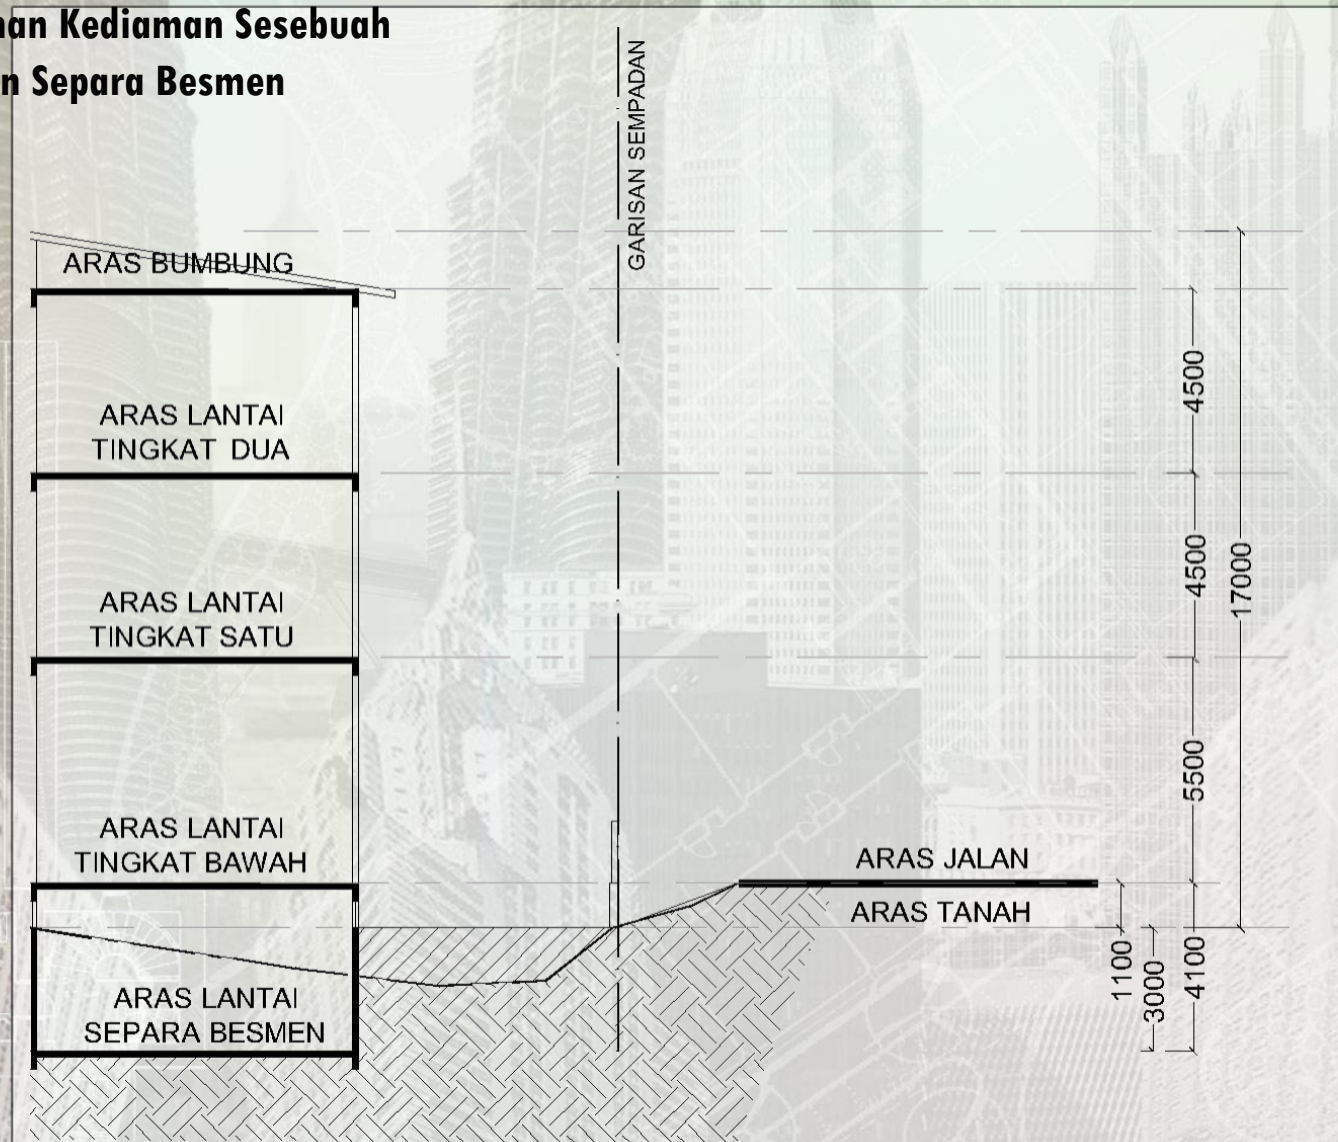 Kediaman Sesebuah
Separa Besmen
GARISAN SEMPADAN
ARAS BUMBUNG
ARAS LANTAI
TINGKAT DUA
ARAS LANTAI
TINGKAT SATU
ARAS LANTAI
TINGKAT BAWAH
ARAS LANTAI
SEPARA BESMEN
ARAS JALAN
ARAS TANAH
4500
4500
17000
5500
1100
3000
4100